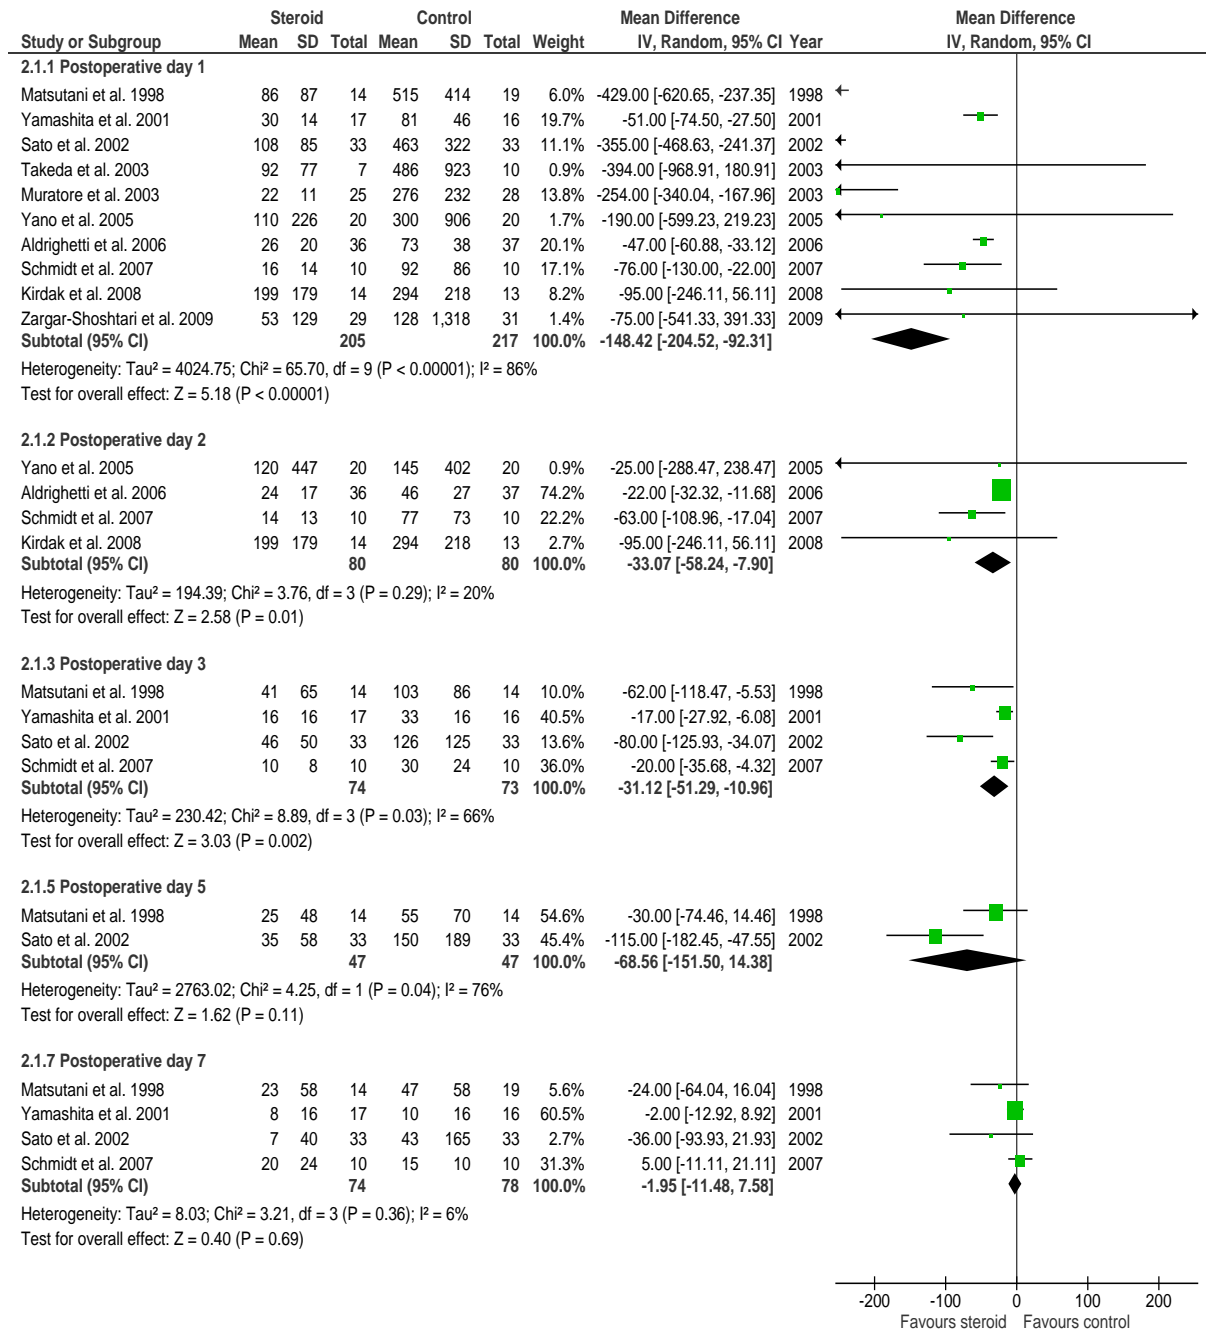 Steroid Control Mean Difference Mean Difference
Study or Subgroup Mean SD Total Mean SD Total Weight IV, Random, 95% CI Year IV, Random, 95% CI
2.1.1 Postoperative day 1
Matsutani et al. 1998 86 87 14 515 414 19 6.0% -429.00 [-620.65, -237.35] 1998
Yamashita et al. 2001 30 14 17 81 46 16 19.7% -51.00 [-74.50, -27.50] 2001
Sato et al. 2002 108 85 33 463 322 33 11.1% -355.00 [-468.63, -241.37] 2002
Takeda et al. 2003 92 77 7 486 923 10 0.9% -394.00 [-968.91, 180.91] 2003
Muratore et al. 2003 22 11 25 276 232 28 13.8% -254.00 [-340.04, -167.96] 2003
Yano et al. 2005 110 226 20 300 906 20 1.7% -190.00 [-599.23, 219.23] 2005
Aldrighetti et al. 2006 26 20 36 73 38 37 20.1% -47.00 [-60.88, -33.12] 2006
Schmidt et al. 2007 16 14 10 92 86 10 17.1% -76.00 [-130.00, -22.00] 2007
Kirdak et al. 2008 199 179 14 294 218 13 8.2% -95.00 [-246.11, 56.11] 2008
Zargar-Shoshtari et al. 2009 53 129 29 128 1,318 31 1.4% -75.00 [-541.33, 391.33] 2009
Subtotal (95% CI) 205 217 100.0% -148.42 [-204.52, -92.31]
Heterogeneity: Tau² = 4024.75; Chi² = 65.70, df = 9 (P < 0.00001); I² = 86%
Test for overall effect: Z = 5.18 (P < 0.00001)
2.1.2 Postoperative day 2
Yano et al. 2005 120 447 20 145 402 20 0.9% -25.00 [-288.47, 238.47] 2005
Aldrighetti et al. 2006 24 17 36 46 27 37 74.2% -22.00 [-32.32, -11.68] 2006
Schmidt et al. 2007 14 13 10 77 73 10 22.2% -63.00 [-108.96, -17.04] 2007
Kirdak et al. 2008 199 179 14 294 218 13 2.7% -95.00 [-246.11, 56.11] 2008
Subtotal (95% CI) 80 80 100.0% -33.07 [-58.24, -7.90]
Heterogeneity: Tau² = 194.39; Chi² = 3.76, df = 3 (P = 0.29); I² = 20%
Test for overall effect: Z = 2.58 (P = 0.01)
2.1.3 Postoperative day 3
Matsutani et al. 1998 41 65 14 103 86 14 10.0% -62.00 [-118.47, -5.53] 1998
Yamashita et al. 2001 16 16 17 33 16 16 40.5% -17.00 [-27.92, -6.08] 2001
Sato et al. 2002 46 50 33 126 125 33 13.6% -80.00 [-125.93, -34.07] 2002
Schmidt et al. 2007 10 8 10 30 24 10 36.0% -20.00 [-35.68, -4.32] 2007
Subtotal (95% CI) 74 73 100.0% -31.12 [-51.29, -10.96]
Heterogeneity: Tau² = 230.42; Chi² = 8.89, df = 3 (P = 0.03); I² = 66%
Test for overall effect: Z = 3.03 (P = 0.002)
2.1.5 Postoperative day 5
Matsutani et al. 1998 25 48 14 55 70 14 54.6% -30.00 [-74.46, 14.46] 1998
Sato et al. 2002 35 58 33 150 189 33 45.4% -115.00 [-182.45, -47.55] 2002
Subtotal (95% CI) 47 47 100.0% -68.56 [-151.50, 14.38]
Heterogeneity: Tau² = 2763.02; Chi² = 4.25, df = 1 (P = 0.04); I² = 76%
Test for overall effect: Z = 1.62 (P = 0.11)
2.1.7 Postoperative day 7
Matsutani et al. 1998 23 58 14 47 58 19 5.6% -24.00 [-64.04, 16.04] 1998
Yamashita et al. 2001 8 16 17 10 16 16 60.5% -2.00 [-12.92, 8.92] 2001
Sato et al. 2002 7 40 33 43 165 33 2.7% -36.00 [-93.93, 21.93] 2002
Schmidt et al. 2007 20 24 10 15 10 10 31.3% 5.00 [-11.11, 21.11] 2007
Subtotal (95% CI) 74 78 100.0% -1.95 [-11.48, 7.58]
Heterogeneity: Tau² = 8.03; Chi² = 3.21, df = 3 (P = 0.36); I² = 6%
Test for overall effect: Z = 0.40 (P = 0.69)
-200 -100 0 100 200
Favours steroid Favours control